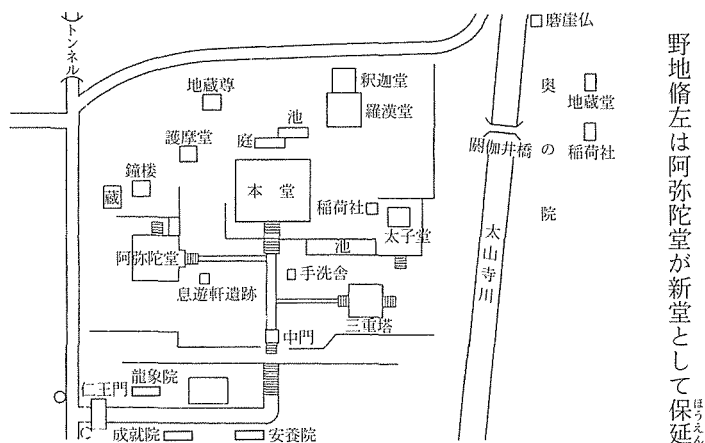 野地脩左は阿弥陀堂が新堂として保延
ほうえん
磨崖仏
トンネル
釈迦堂
地蔵尊
羅漢堂
奥の院
地蔵堂
池
庭
護摩堂
閼伽井橋
稲荷社
鐘楼
蔵
本堂
稲荷社
太子堂
太山寺川
阿弥陀堂
池
手洗舎
息遊軒遺跡
三重塔
中門
龍象院
仁王門
成就院
安養院